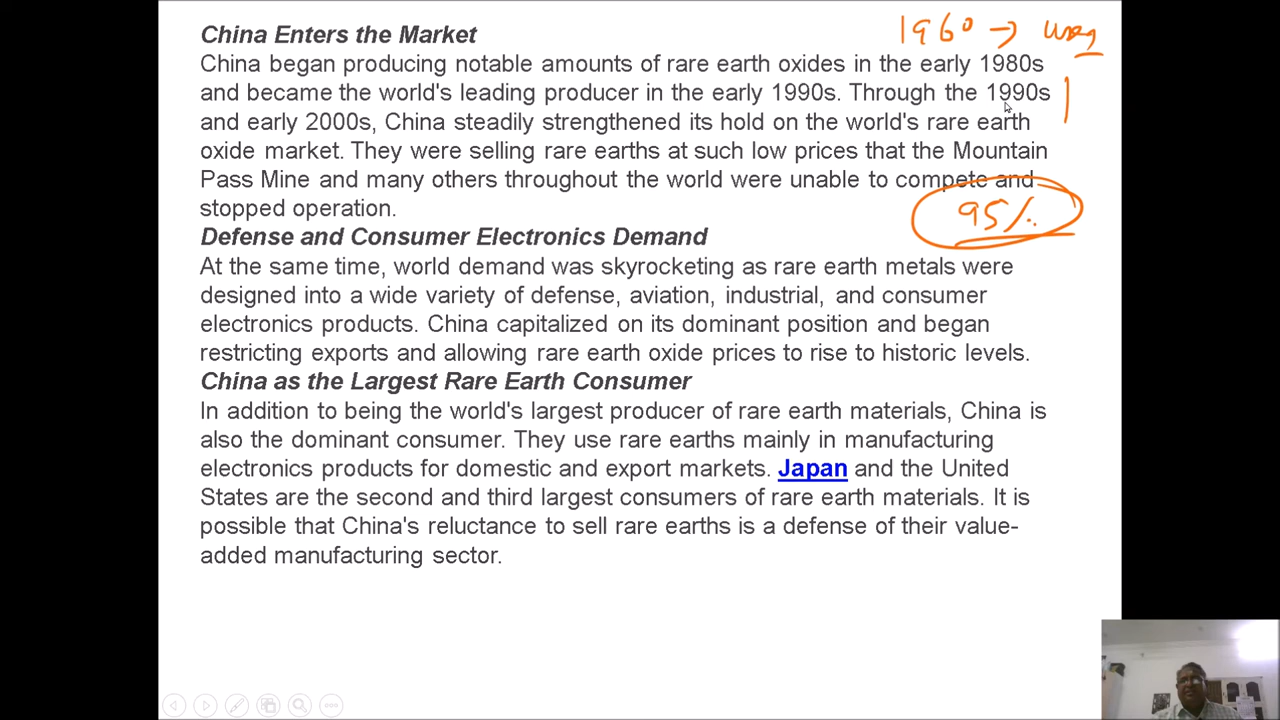 China Enters the Market
1960 →
China began producing notable amounts of rare earth oxides in the early 1980s
and became the world's leading producer in the early 1990s. Through the 1990s
and early 2000s, China steadily strengthened its hold on the world's rare earth
oxide market. They were selling rare earths at such low prices that the Mountain
Pass Mine and many others throughout the world were unable to compete and
stopped operation.
95%
Defense and Consumer Electronics Demand
At the same time, world demand was skyrocketing as rare earth metals were
designed into a wide variety of defense, aviation, industrial, and consumer
electronics products. China capitalized on its dominant position and began
restricting exports and allowing rare earth oxide prices to rise to historic levels.
China as the Largest Rare Earth Consumer
In addition to being the world's largest producer of rare earth materials, China is
also the dominant consumer. They use rare earths mainly in manufacturing
electronics products for domestic and export markets. Japan and the United
States are the second and third largest consumers of rare earth materials. It is
possible that China's reluctance to sell rare earths is a defense of their value-
added manufacturing sector.